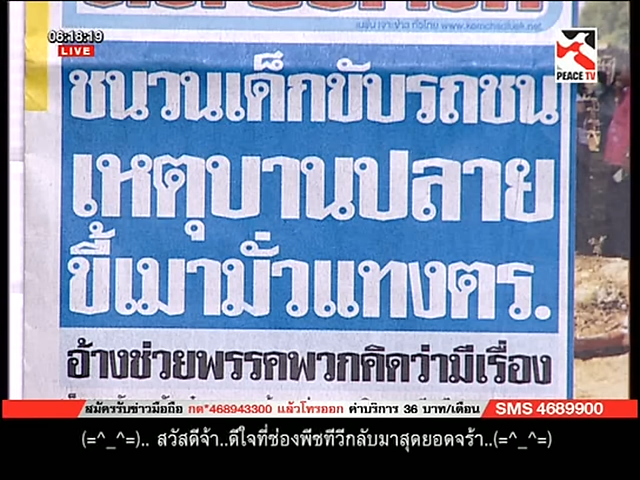 06:18:19
LIVE
www.komchadluek.net
PEACE TV
ชนวนเด็กขับรถชน
เหตุบานปลาย
ขี้เมามั่วแทงตร.
อ้างช่วยพรรคพวกคิดว่ามีเรื่อง
สมัครรับข่าวมือถือ กด*468943300 แล้วโทรออก ค่าบริการ 36 บาท/เดือน
SMS 4689900
(=^_^=).. สวัสดีจ้า..ดีใจที่ช่องพีชทีวีกลับมาสุดยอดจร้า..(=^_^=)